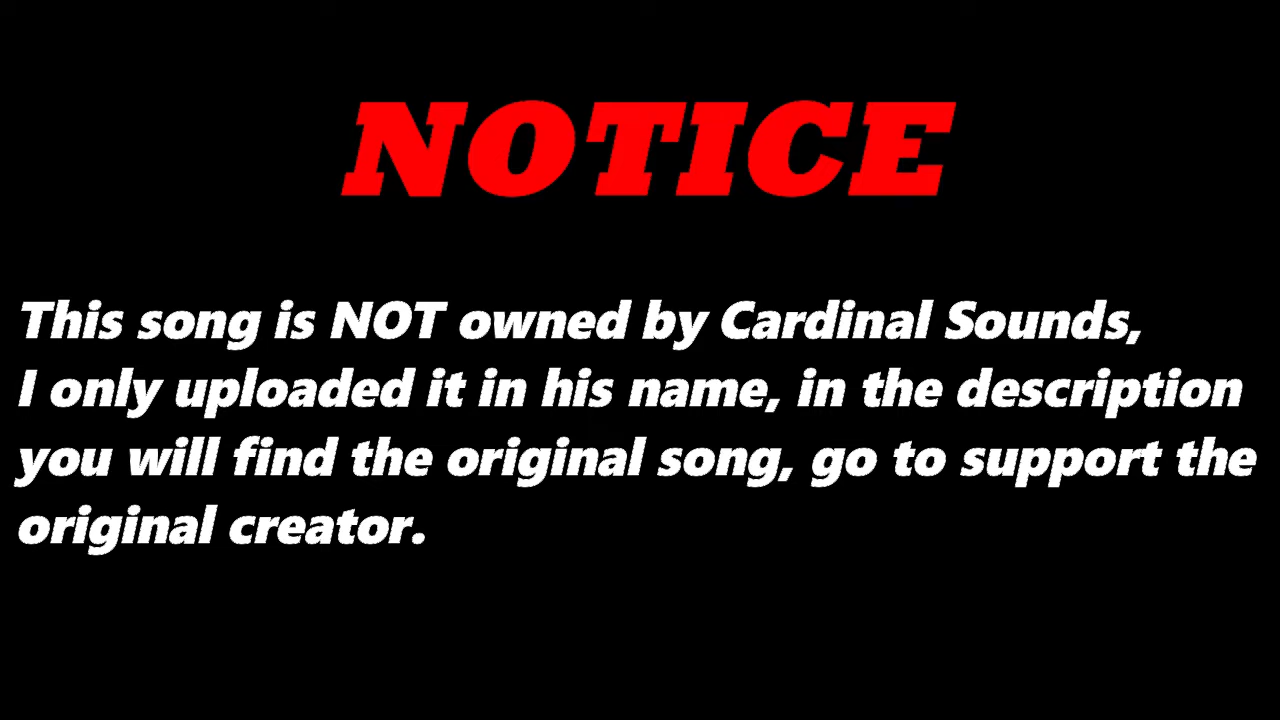 NOTICE
This song is NOT owned by Cardinal Sounds,
I only uploaded it in his name, in the description
you will find the original song, go to support the
original creator.